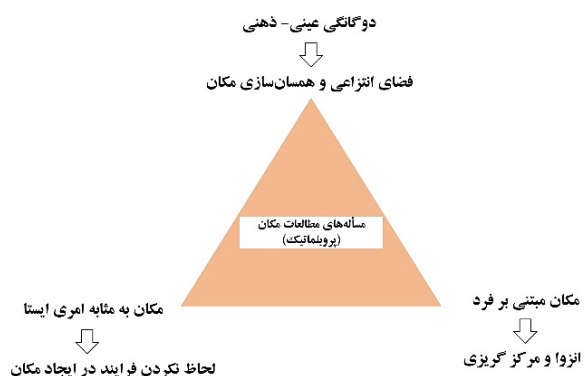 دوگانگی عینی- ذهنی
فضای انتزاعی و همسان‌سازی مکان
مسأله‌های مطالعات مکان
(پروبلماتیک)
مکان مبتنی بر فرد
انزوا و مرکز گریزی
مکان به مثابه امری ایستا
لحاظ نکردن فرایند در ایجاد مکان